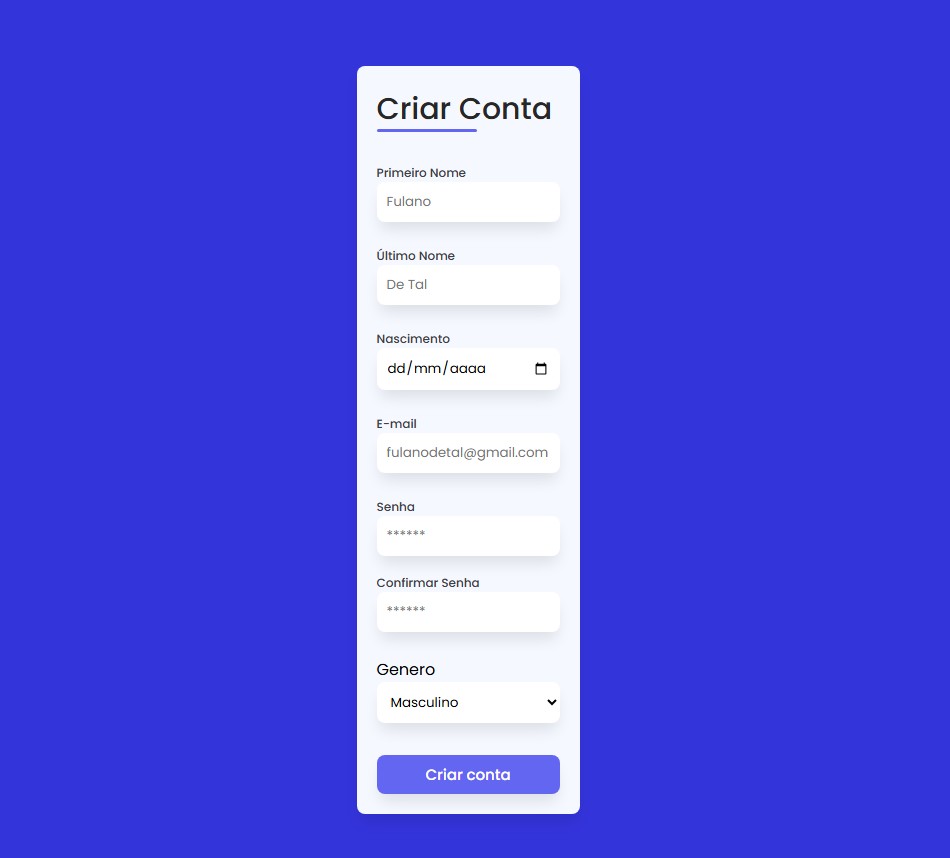 Criar Conta
Primeiro Nome
Fulano
Último Nome
De Tal
Nascimento
dd/mm/aaaa
E-mail
fulanodetal@gmail.com
Senha
******
Confirmar Senha
******
Genero
Masculino
Criar conta